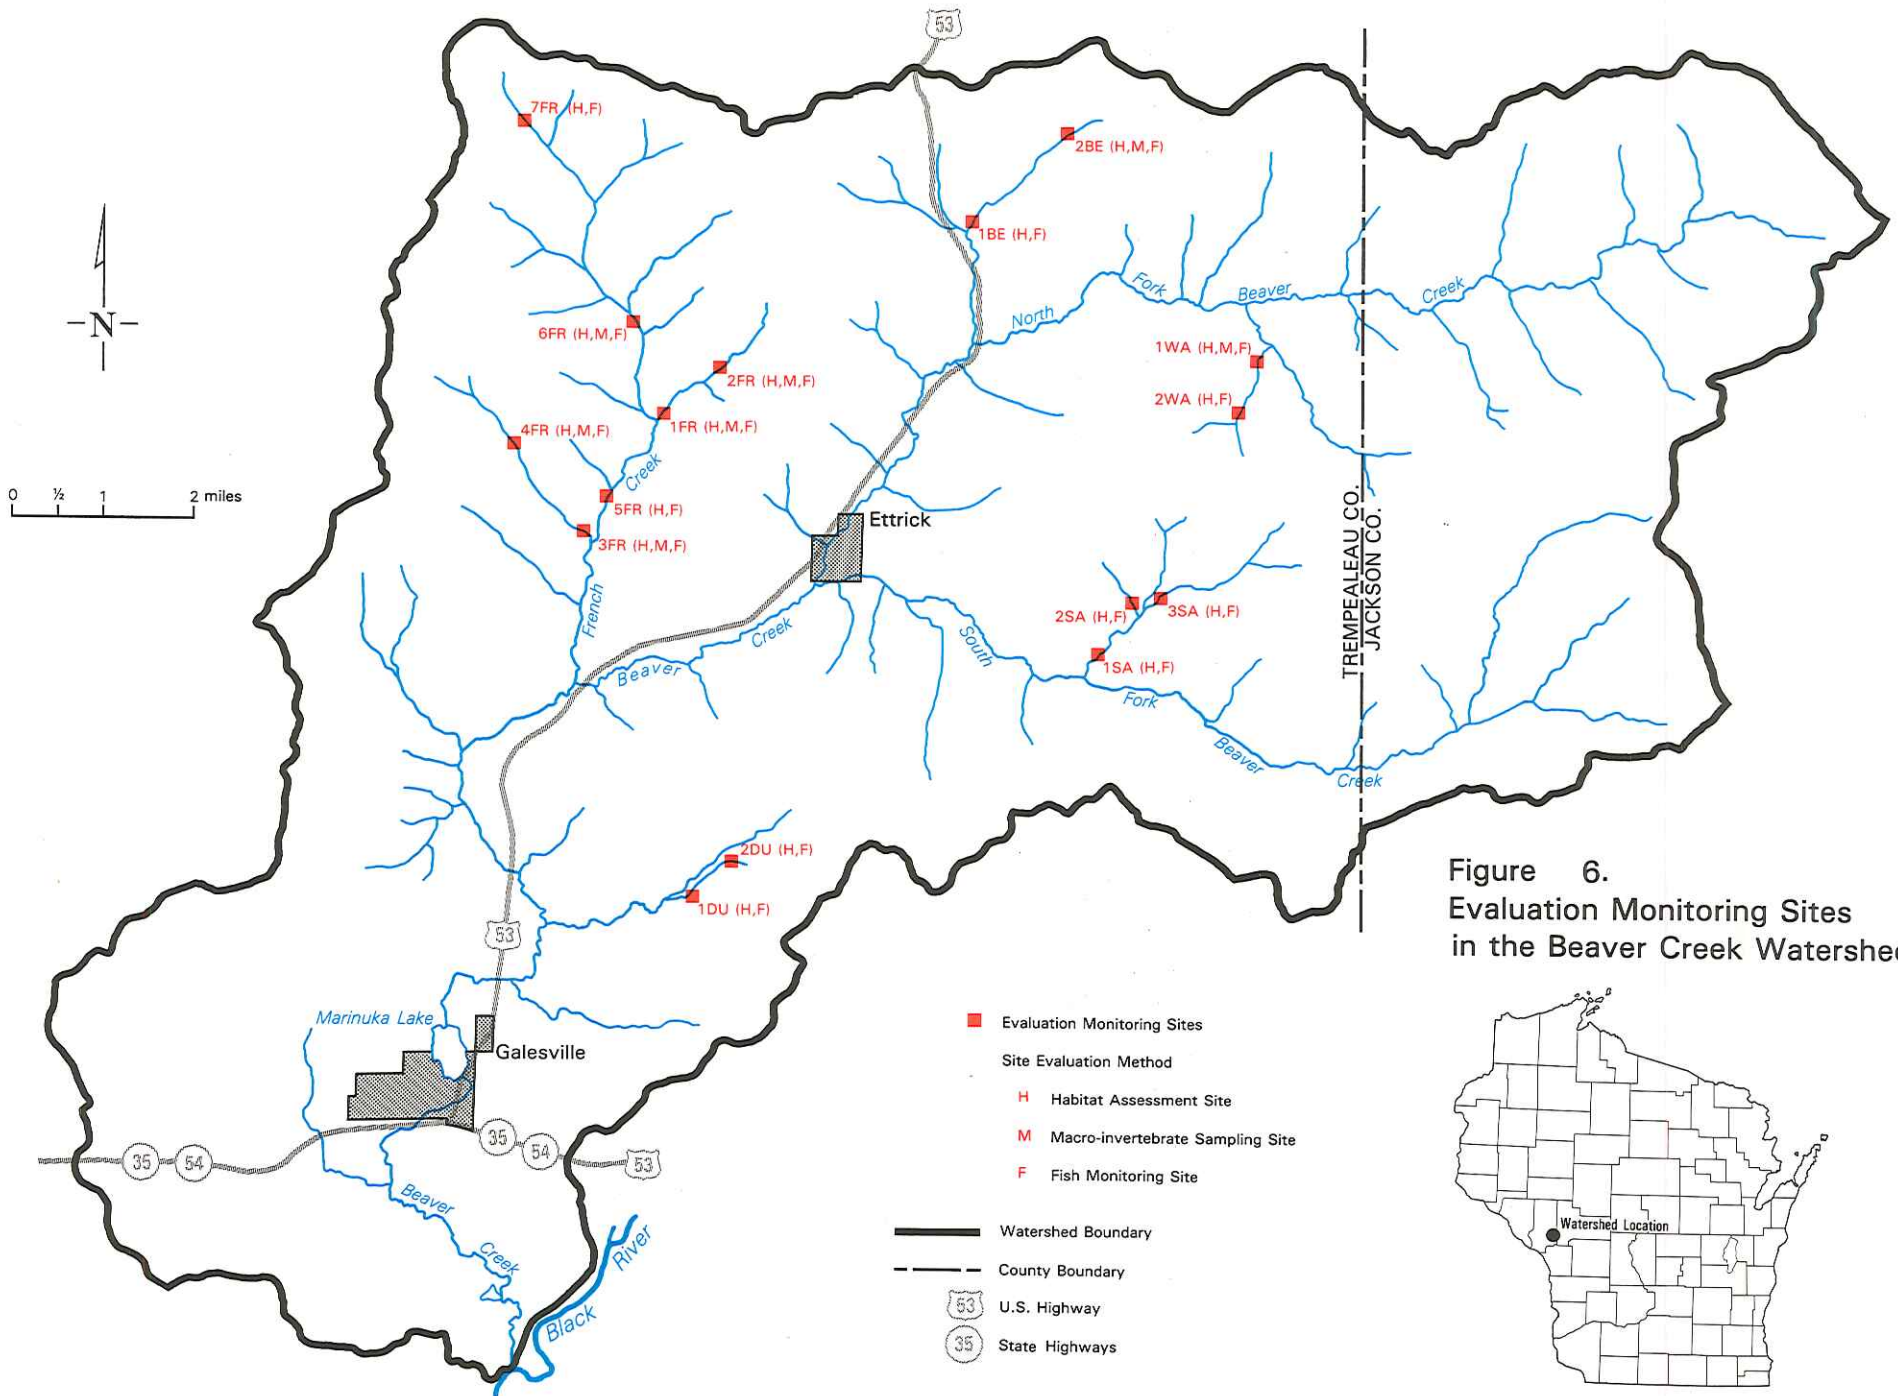 53
7FR (H,F)
2BE (H,M,F)
1BE (H,F)
North
Fork
Beaver
Creek
-N-
6FR (H,M,F)
2FR (H,M,F)
1WA (H,M,F)
2WA (H,F)
4FR (H,M,F)
1FR (H,M,F)
Creek
0 ½ 1 2 miles
5FR (H,F)
3FR (H,M,F)
Ettrick
TREMPEALEAU CO.
JACKSON CO.
French
2SA (H,F)
3SA (H,F)
1SA (H,F)
Beaver
Creek
South
Fork
Beaver
Creek
2DU (H,F)
1DU (H,F)
53
Figure 6.
Evaluation Monitoring Sites
in the Beaver Creek Watershe
Marinuka Lake
Galesville
35
54
35
54
53
Beaver
Creek
Black
River
Evaluation Monitoring Sites
Site Evaluation Method
H Habitat Assessment Site
M Macro-invertebrate Sampling Site
F Fish Monitoring Site
Watershed Boundary
County Boundary
53 U.S. Highway
35 State Highways
Watershed Location